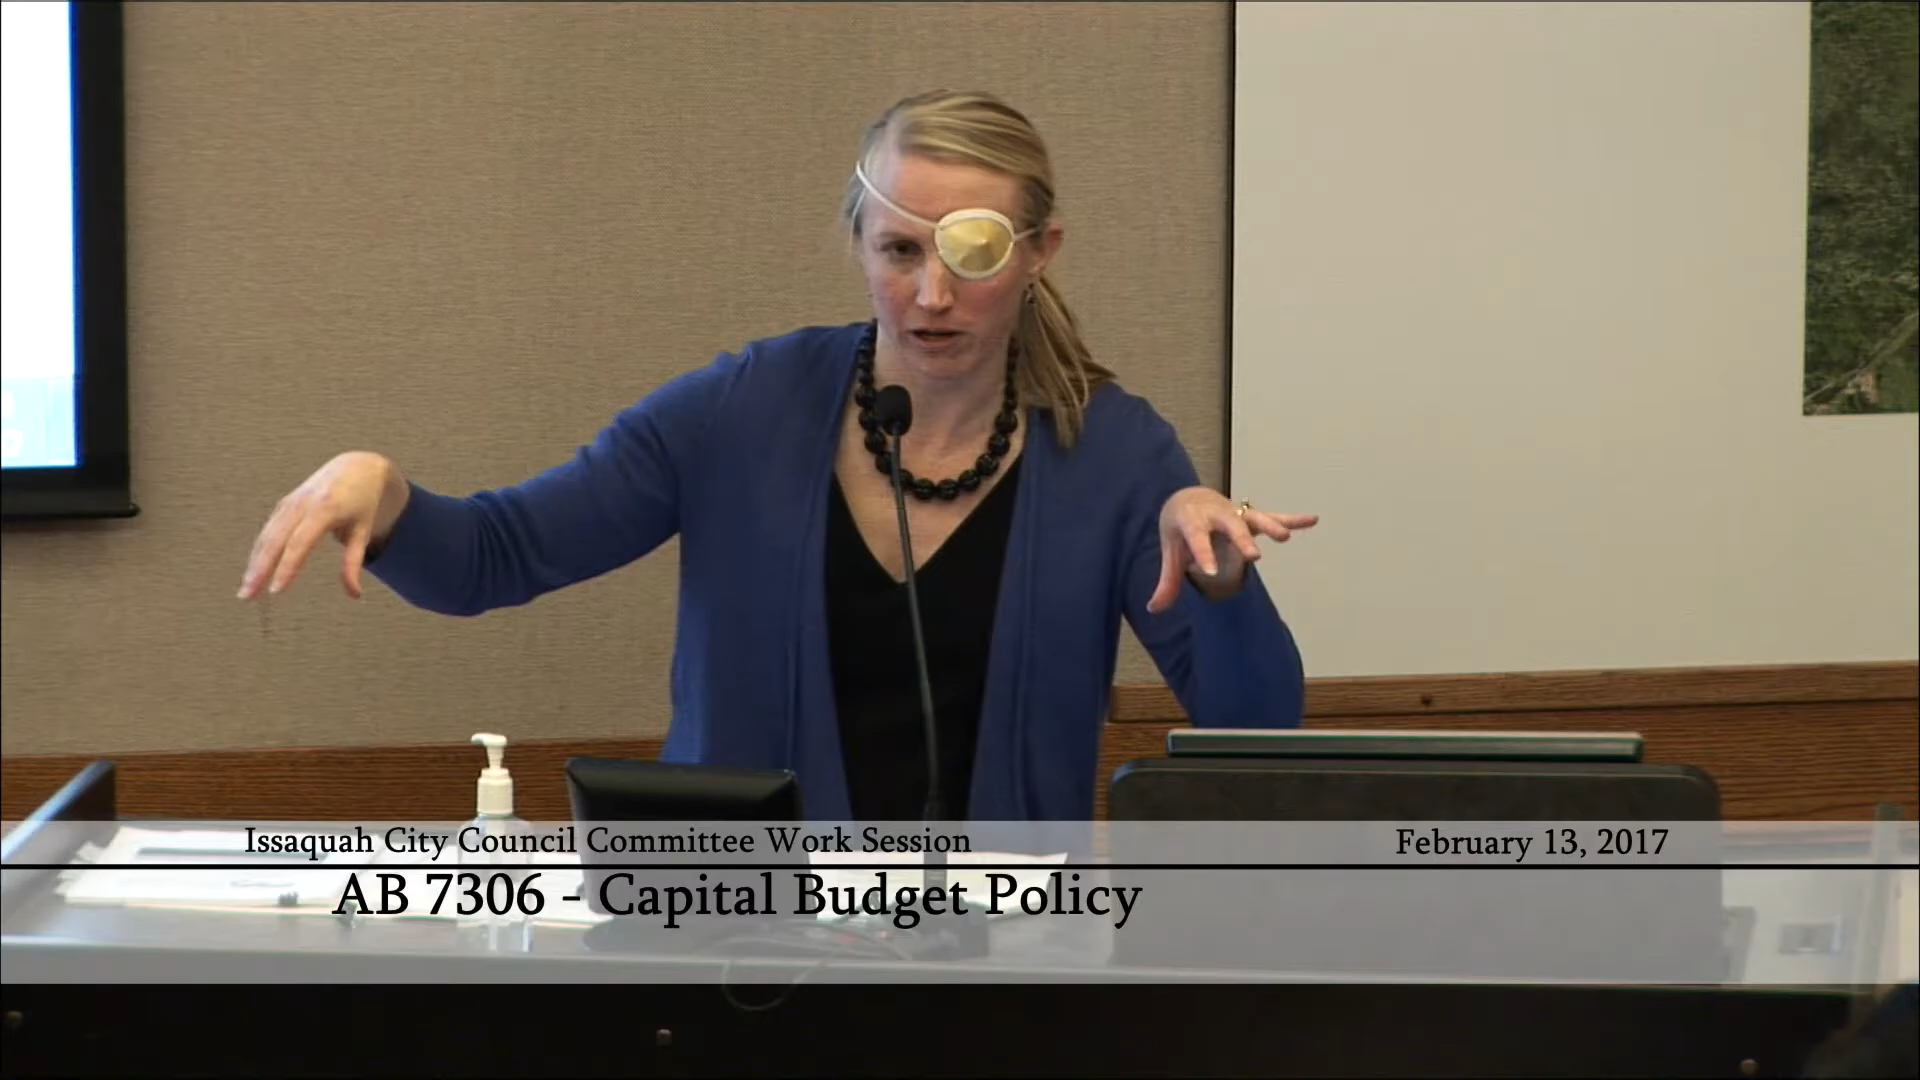 Issaquah City Council Committee Work Session
February 13, 2017
AB 7306 - Capital Budget Policy